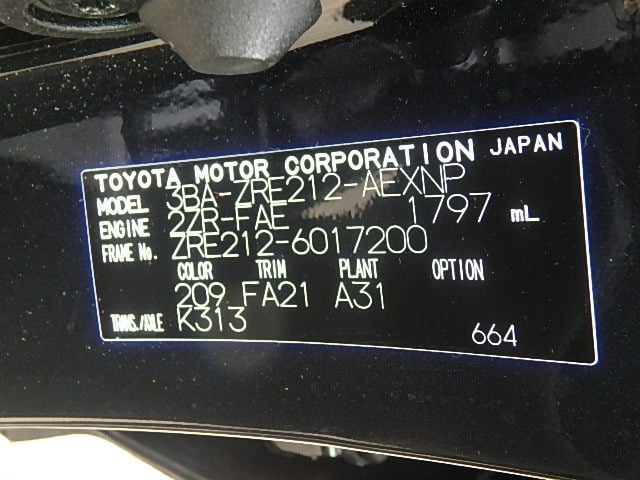 TOYOTA MOTOR CORPORATION JAPAN
MODEL 3BA-ZRE212-AEXNP
ENGINE 2ZR-FAE 1797 mL
FRAME No. ZRE212-6017200
COLOR TRIM PLANT OPTION
209 FA21 A31
TRANS./AXLE K313
664